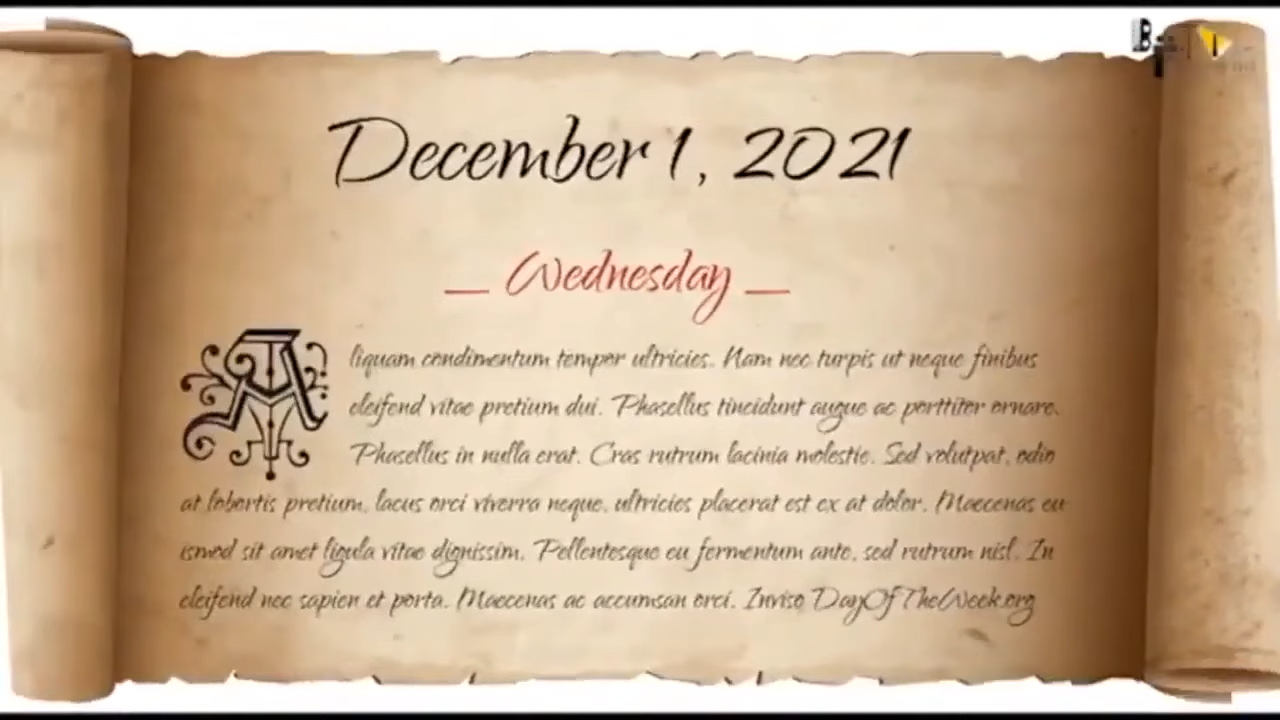 December 1, 2021
_ Wednesday _
Aliquam condimentum tempor ultricies. Nam nec turpis ut neque finibus
eleifend vitae pretium dui. Phasellus tincidunt augue ac porttitor ornare.
Phasellus in nulla erat. Cras rutrum lacinia molestie. Sed volutpat, odio
at lobortis pretium, lacus orci viverra neque, ultricies placerat est ex at dolor. Maecenas eu
ismod sit amet ligula vitae dignissim. Pellentesque eu fermentum ante, sed rutrum nisl. In
eleifend nec sapien et porta. Maecenas ac accumsan orci. Inviso DayOfTheWeek.org